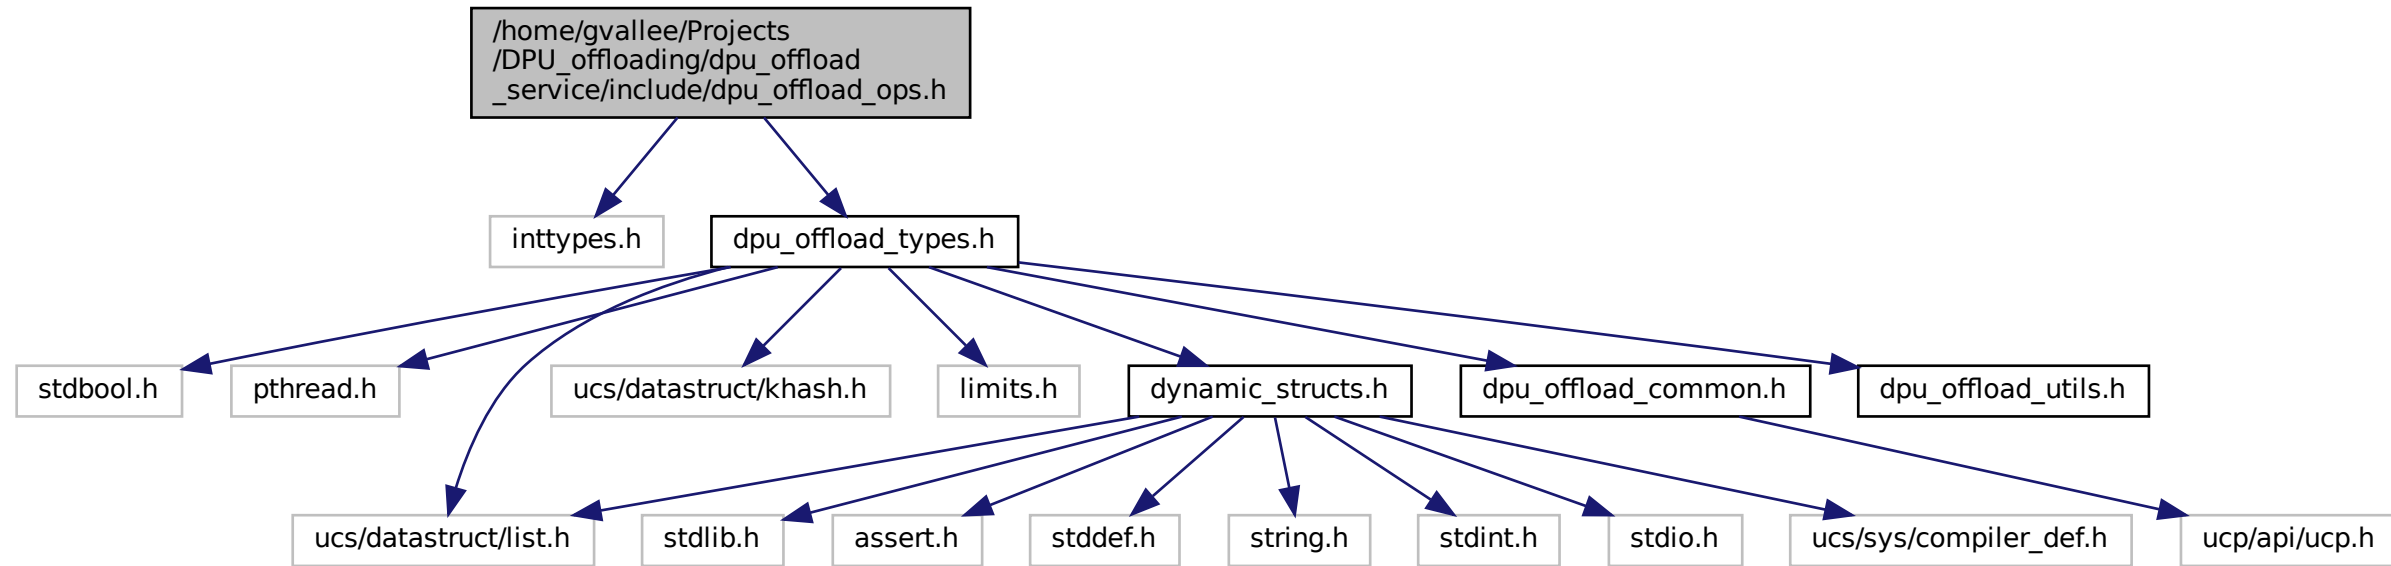 /home/gvallee/Projects
/DPU_offloading/dpu_offload
_service/include/dpu_offload_ops.h
inttypes.h
dpu_offload_types.h
stdbool.h
pthread.h
ucs/datastruct/khash.h
limits.h
dynamic_structs.h
dpu_offload_common.h
dpu_offload_utils.h
ucs/datastruct/list.h
stdlib.h
assert.h
stddef.h
string.h
stdint.h
stdio.h
ucs/sys/compiler_def.h
ucp/api/ucp.h